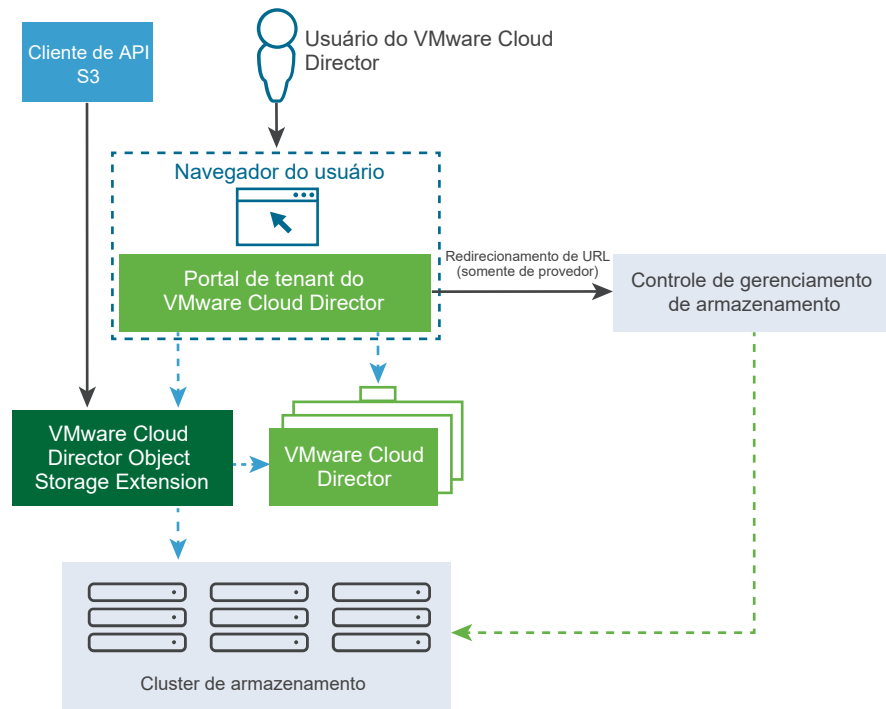 Cliente de API
S3
Usuário do VMware Cloud
Director
Navegador do usuário
Portal de tenant do
VMware Cloud Director
Redirecionamento de URL
(somente de provedor)
Controle de gerenciamento
de armazenamento
VMware Cloud
Director Object
Storage Extension
VMware Cloud
Director
Cluster de armazenamento